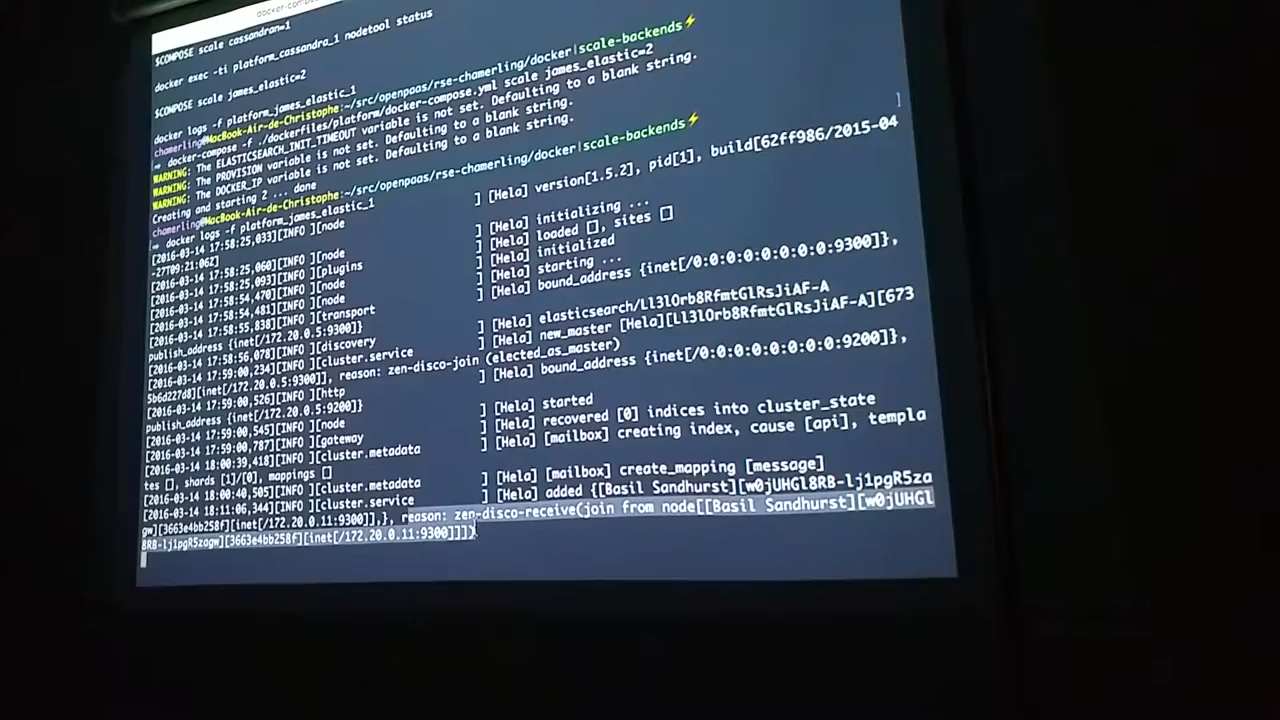 docker-compo
$COMPOSE scale cassandran=1
docker exec -ti platform_cassandra_1 nodetool status
$COMPOSE scale james_elastic=2
docker logs -f platform_james_elastic_1
chamerling@MacBook-Air-de-Christophe:~/src/openpaas/rse-chamerling/docker|scale-backends⚡
⇒ docker-compose -f ./dockerfiles/platform/docker-compose.yml scale james_elastic=2
WARNING: The ELASTICSEARCH_INIT_TIMEOUT variable is not set. Defaulting to a blank string.
WARNING: The PROVISION variable is not set. Defaulting to a blank string.
WARNING: The DOCKER_IP variable is not set. Defaulting to a blank string.
Creating and starting 2 ... done
chamerling@MacBook-Air-de-Christophe:~/src/openpaas/rse-chamerling/docker|scale-backends⚡
⇒ docker logs -f platform_james_elastic_1
[2016-03-14 17:58:25,033][INFO ][node                     ] [Hela] version[1.5.2], pid[1], build[62ff986/2015-04
-27T09:21:06Z]
[2016-03-14 17:58:25,060][INFO ][node                     ] [Hela] initializing ...
[2016-03-14 17:58:25,093][INFO ][plugins                  ] [Hela] loaded [], sites []
[2016-03-14 17:58:54,470][INFO ][node                     ] [Hela] initialized
[2016-03-14 17:58:54,481][INFO ][node                     ] [Hela] starting ...
[2016-03-14 17:58:55,838][INFO ][transport                ] [Hela] bound_address {inet[/0:0:0:0:0:0:0:0:9300]},
publish_address {inet[/172.20.0.5:9300]}
[2016-03-14 17:58:56,078][INFO ][discovery                ] [Hela] elasticsearch/Ll3lOrb8RfmtGlRsJiAF-A
[2016-03-14 17:59:00,234][INFO ][cluster.service          ] [Hela] new_master [Hela][Ll3lOrb8RfmtGlRsJiAF-A][673
5b6d227d8][inet[/172.20.0.5:9300]], reason: zen-disco-join (elected_as_master)
[2016-03-14 17:59:00,526][INFO ][http                     ] [Hela] bound_address {inet[/0:0:0:0:0:0:0:0:9200]},
publish_address {inet[/172.20.0.5:9200]}
[2016-03-14 17:59:00,545][INFO ][node                     ] [Hela] started
[2016-03-14 17:59:00,787][INFO ][gateway                  ] [Hela] recovered [0] indices into cluster_state
[2016-03-14 18:00:39,418][INFO ][cluster.metadata         ] [Hela] [mailbox] creating index, cause [api], templa
tes [], shards [1]/[0], mappings []
[2016-03-14 18:00:40,505][INFO ][cluster.metadata         ] [Hela] [mailbox] create_mapping [message]
[2016-03-14 18:11:06,344][INFO ][cluster.service          ] [Hela] added {[Basil Sandhurst][w0jUHGl8RB-lj1pgR5za
gw][3663e4bb258f][inet[/172.20.0.11:9300]],}, reason: zen-disco-receive(join from node[[Basil Sandhurst][w0jUHGl
8RB-lj1pgR5zagw][3663e4bb258f][inet[/172.20.0.11:9300]]])